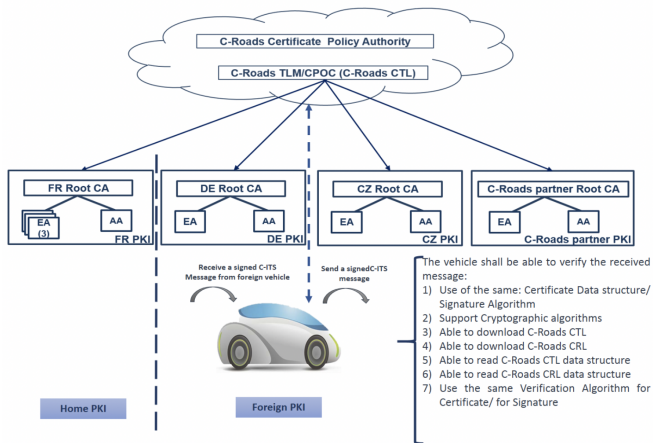 C-Roads Certificate Policy Authority
C-Roads TLM/CPOC (C-Roads CTL)
FR Root CA
EA
(3)
AA
FR PKI
DE Root CA
EA
AA
DE PKI
CZ Root CA
EA
AA
CZ PKI
C-Roads partner Root CA
EA
AA
C-Roads partner PKI
Receive a signed C-ITS
Message from foreign vehicle
Send a signedC-ITS
message
The vehicle shall be able to verify the received
message:
1) Use of the same: Certificate Data structure/
Signature Algorithm
2) Support Cryptographic algorithms
3) Able to download C-Roads CTL
4) Able to download C-Roads CRL
5) Able to read C-Roads CTL data structure
6) Able to read C-Roads CRL data structure
7) Use the same Verification Algorithm for
Certificate/ for Signature
Home PKI
Foreign PKI